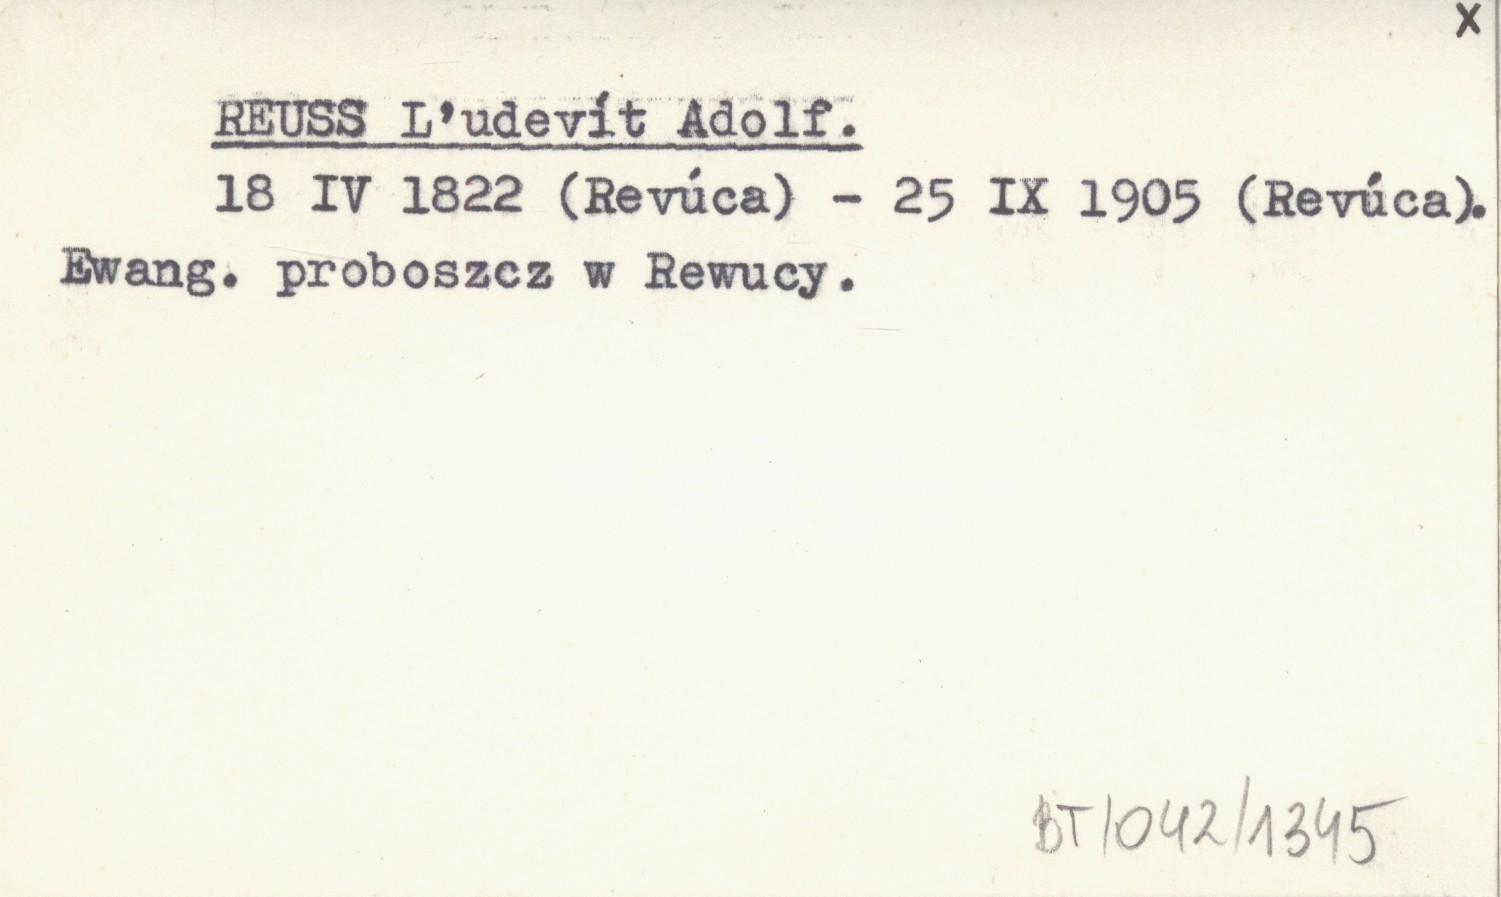 x
REUSS L'udevít Adolf.
18 IV 1822 (Revúca) - 25 IX 1905 (Revúca).
Ewang. proboszcz w Rewucy.
BT/042/1345